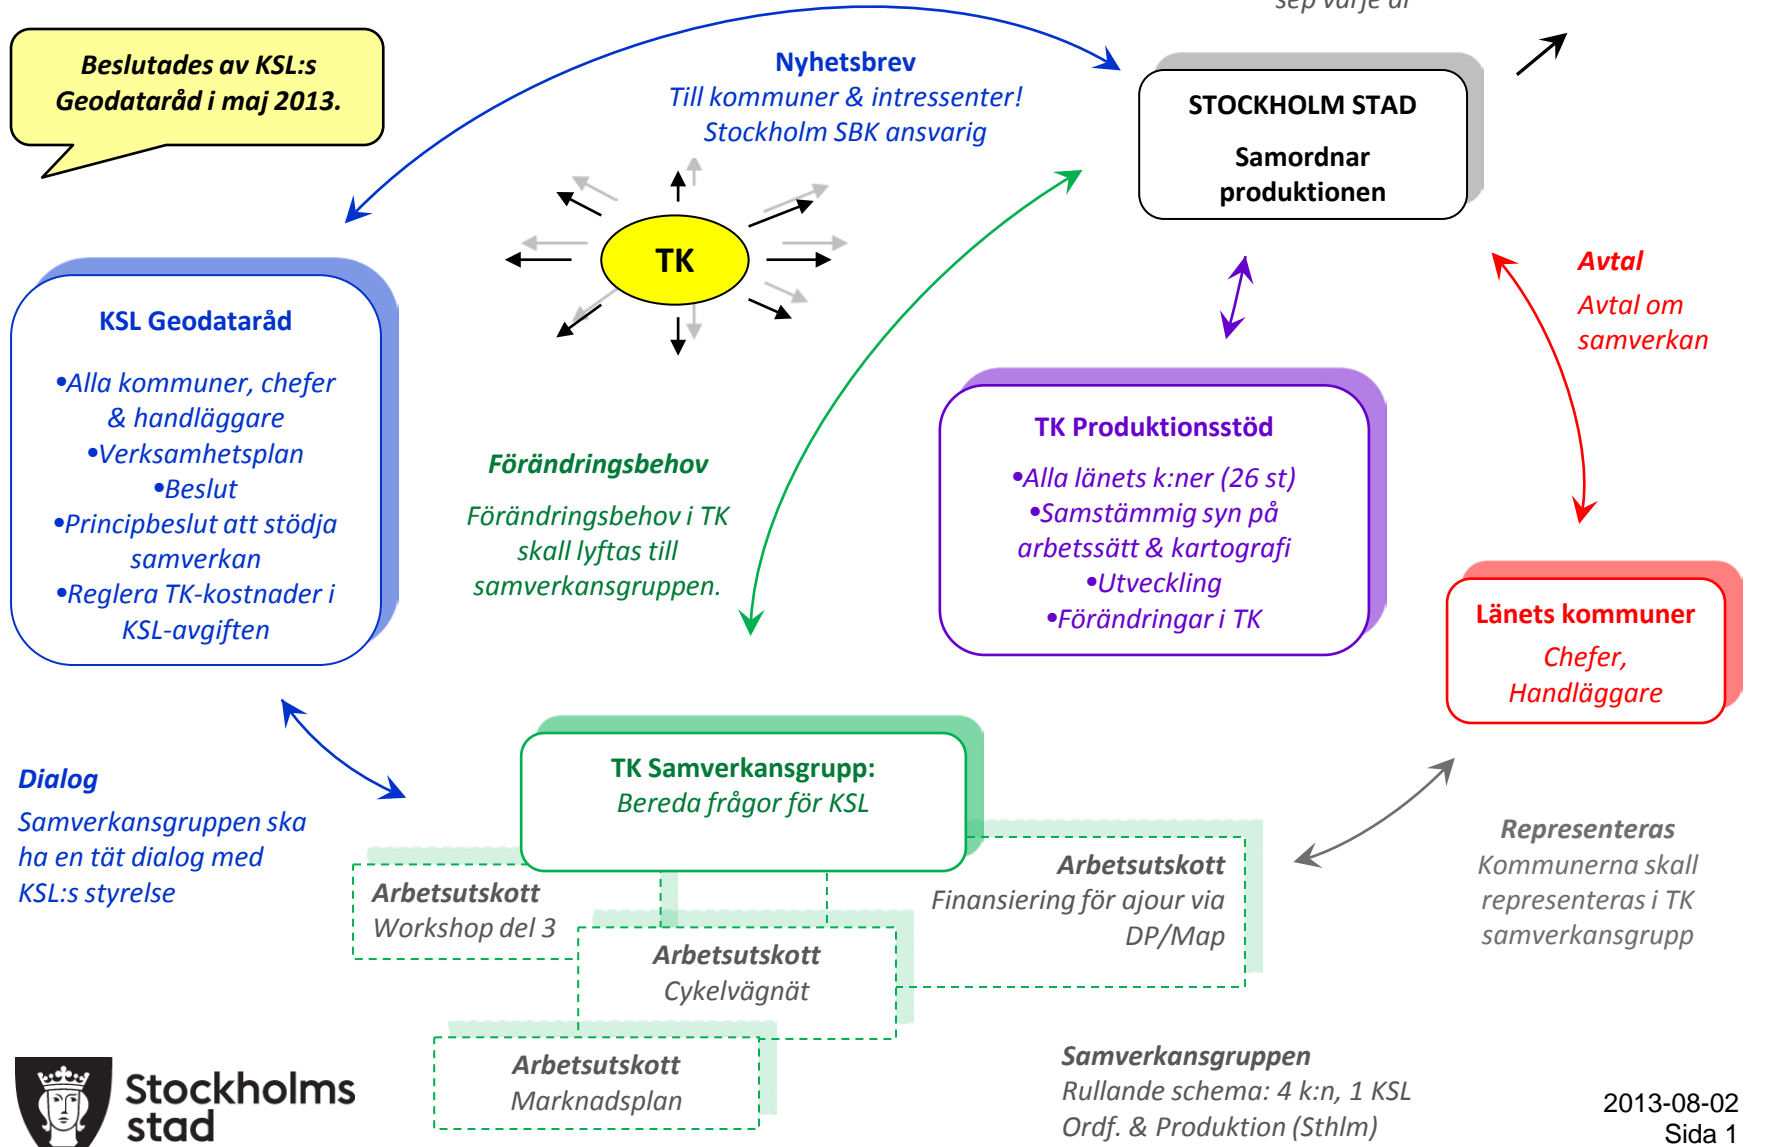 sep varje år
Beslutades av KSL:s
Geodataråd i maj 2013.
Nyhetsbrev
Till kommuner & intressenter!
Stockholm SBK ansvarig
STOCKHOLM STAD
Samordnar
produktionen
TK
Avtal
Avtal om
samverkan
KSL Geodataråd
•Alla kommuner, chefer
& handläggare
•Verksamhetsplan
•Beslut
•Principbeslut att stödja
samverkan
•Reglera TK-kostnader i
KSL-avgiften
Förändringsbehov
Förändringsbehov i TK
skall lyftas till
samverkansgruppen.
TK Produktionsstöd
•Alla länets k:ner (26 st)
•Samstämmig syn på
arbetssätt & kartografi
•Utveckling
•Förändringar i TK
Länets kommuner
Chefer,
Handläggare
Dialog
Samverkansgruppen ska
ha en tät dialog med
KSL:s styrelse
TK Samverkansgrupp:
Bereda frågor för KSL
Arbetsutskott
Workshop del 3
Arbetsutskott
Cykelvägnät
Arbetsutskott
Finansiering för ajour via
DP/Map
Arbetsutskott
Marknadsplan
Representeras
Kommunerna skall
representeras i TK
samverkansgrupp
Samverkansgruppen
Rullande schema: 4 k:n, 1 KSL
Ordf. & Produktion (Sthlm)
Stockholms
stad
2013-08-02
Sida 1